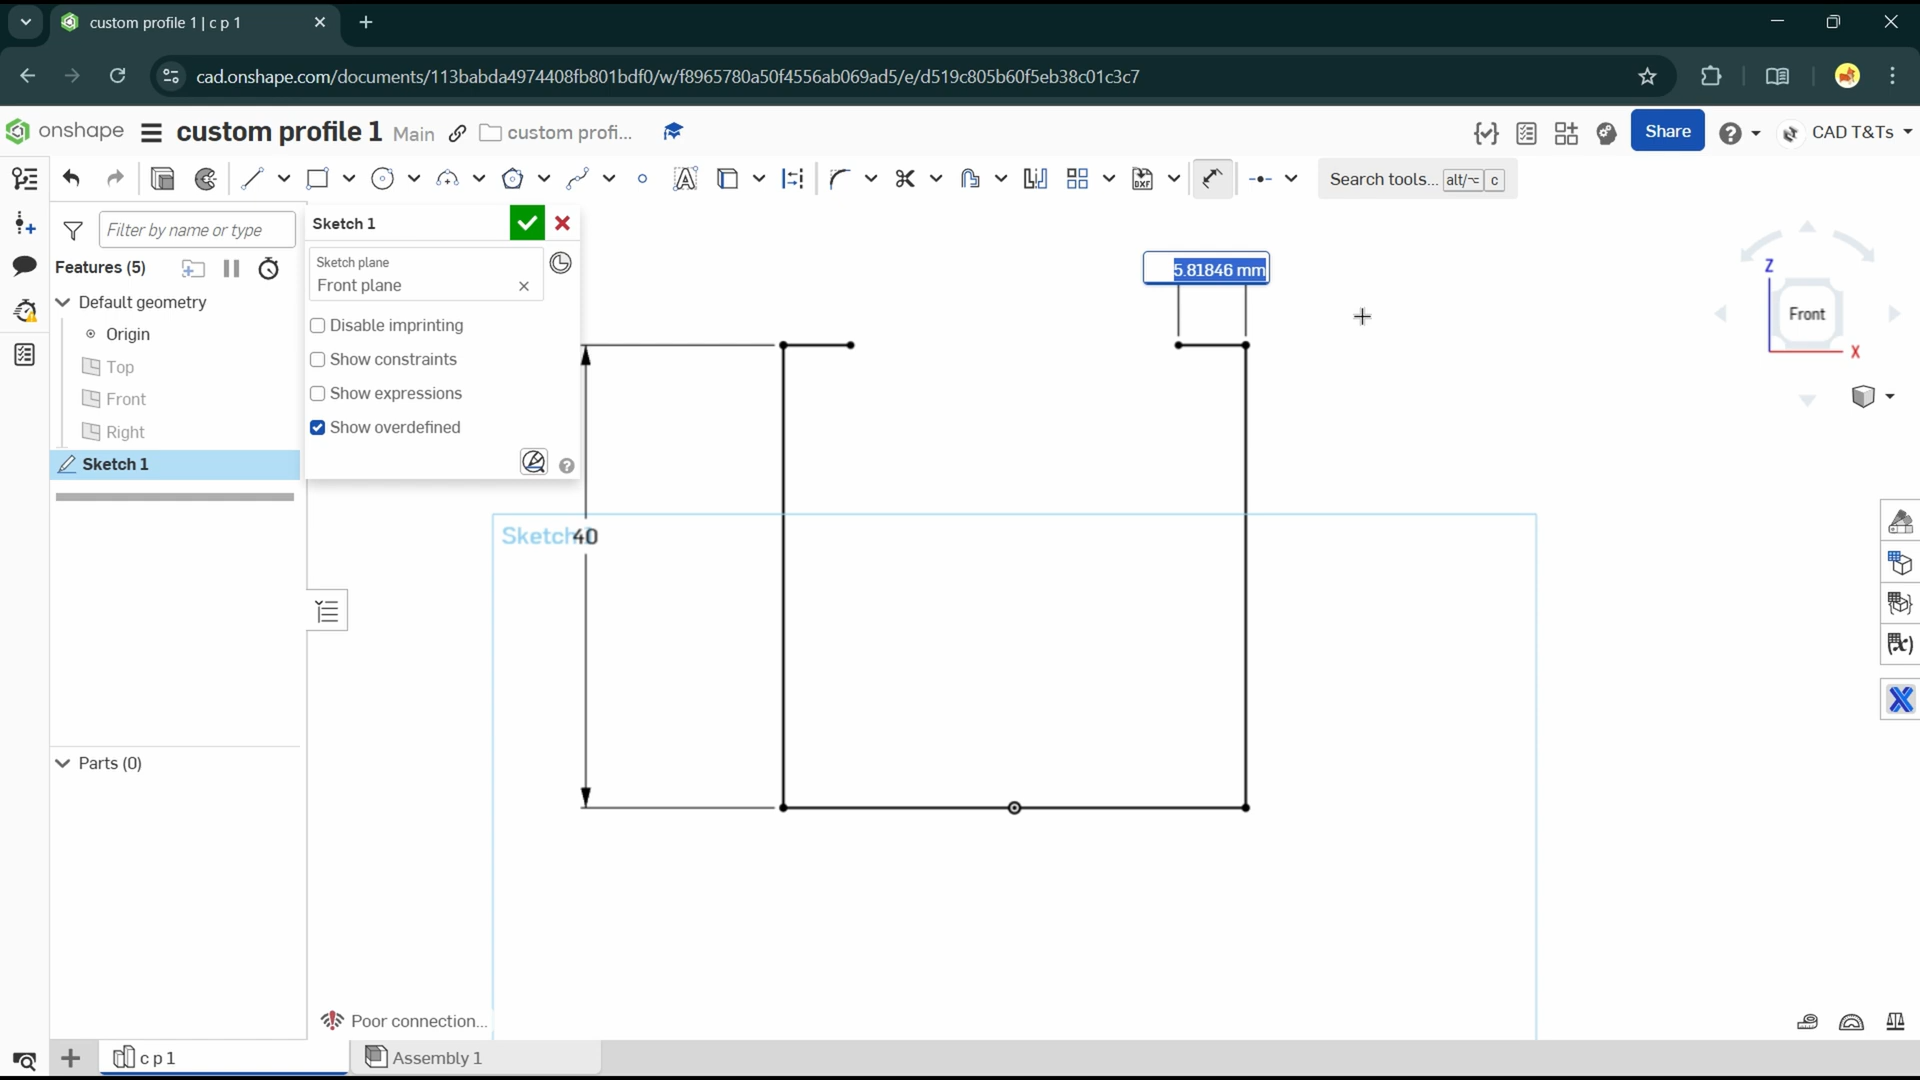 custom profile 1 | c p 1
cad.onshape.com/documents/113babda4974408fb801bdf0/w/f8965780a50f4556ab069ad5/e/d519c805b60f5eb38c01c3c7
onshape custom profile 1 Main custom profi... Share CAD T&Ts
Search tools... alt/⌥ c
Filter by name or type
Features (5)
Default geometry
Origin
Top
Front
Right
Sketch 1
Parts (0)
Sketch 1
Sketch plane
Front plane
Disable imprinting
Show constraints
Show expressions
Show overdefined
5.81846 mm
Z
Front
X
Sketch
40
Poor connection...
c p 1
Assembly 1